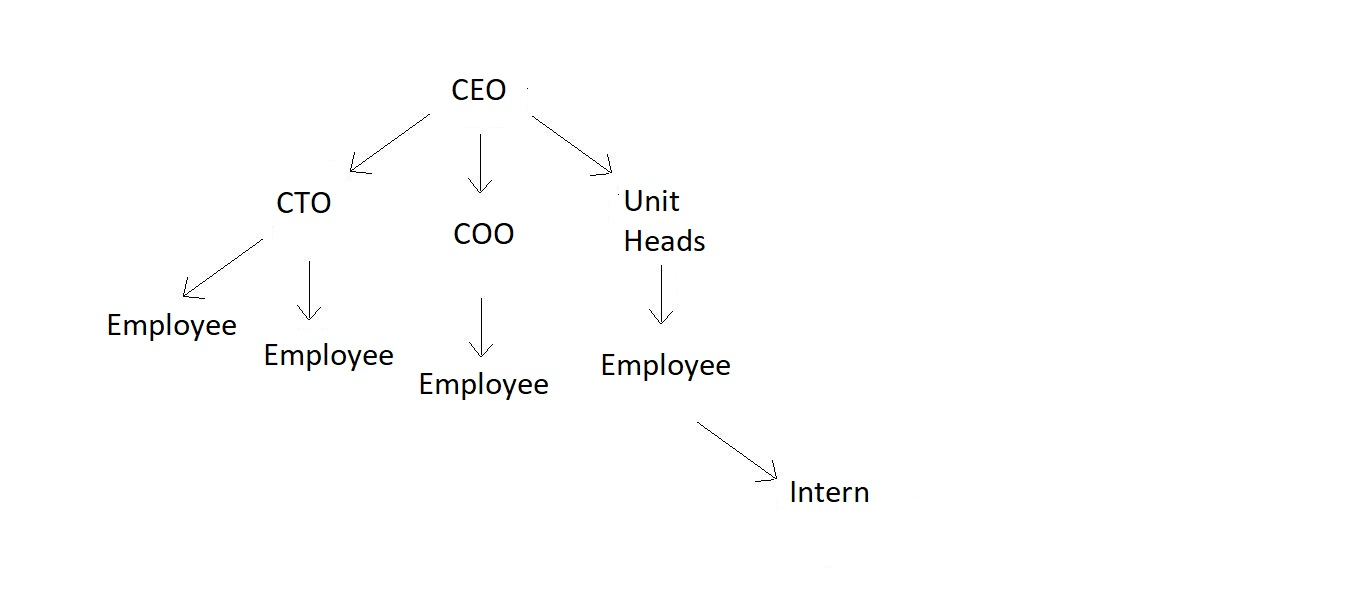 CEO
CTO
COO
Unit
Heads
Employee
Employee
Employee
Employee
Intern